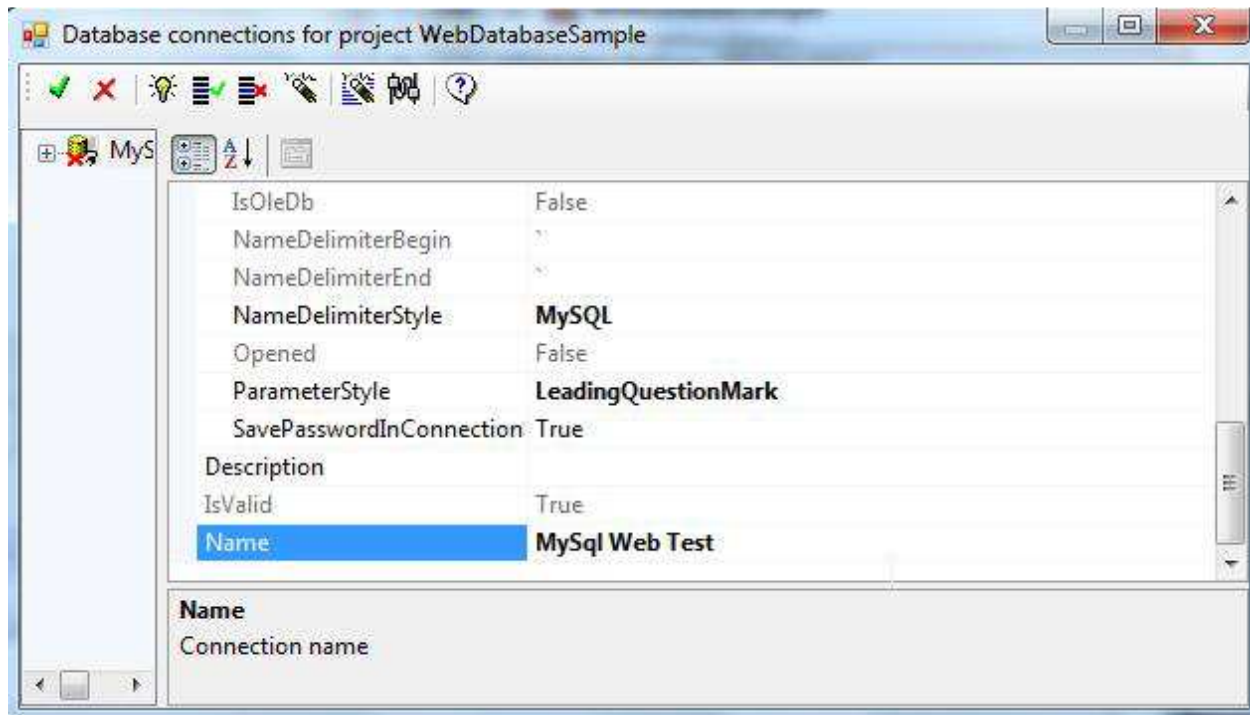 Database connections for project WebDatabaseSample
MyS
IsOleDb False
NameDelimiterBegin `
NameDelimiterEnd `
NameDelimiterStyle MySQL
Opened False
ParameterStyle LeadingQuestionMark
SavePasswordInConnection True
Description
IsValid True
Name MySql Web Test
Name
Connection name